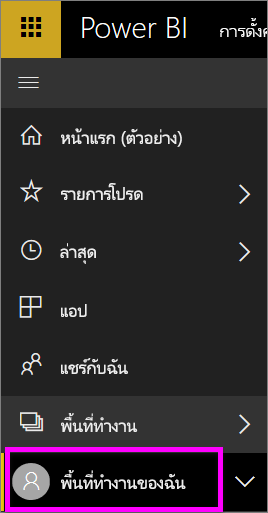 Power BI
การตั้งค
หน้าแรก (ตัวอย่าง)
รายการโปรด
ล่าสุด
แอป
แชร์กับฉัน
พื้นที่ทำงาน
พื้นที่ทำงานของฉัน